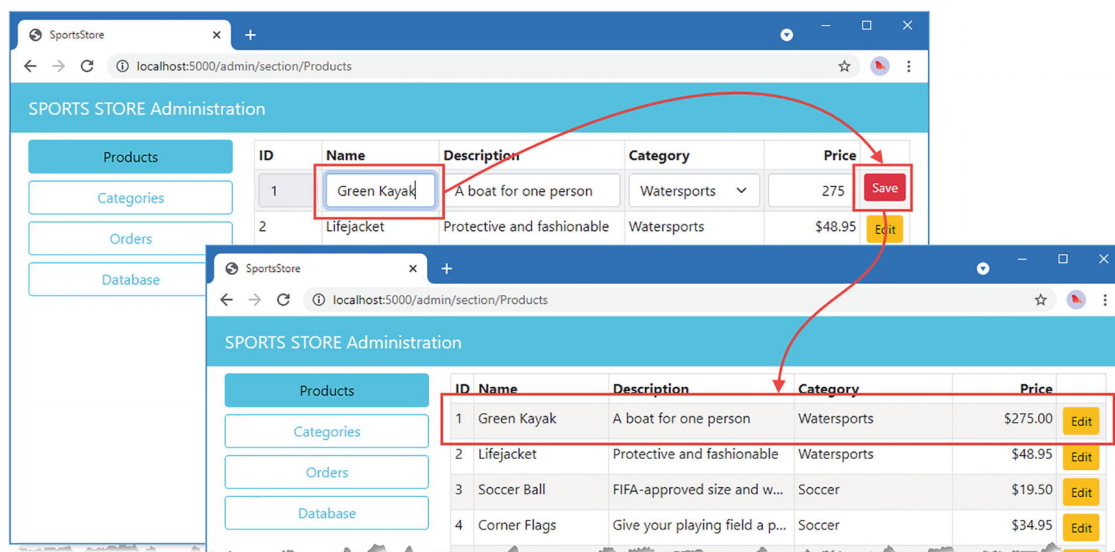 SportsStore
localhost:5000/admin/section/Products
SPORTS STORE Administration
Products
Categories
Orders
Database
ID Name Description Category Price
1 Green Kayak A boat for one person Watersports 275 Save
2 Lifejacket Protective and fashionable Watersports $48.95 Edit
SportsStore
localhost:5000/admin/section/Products
SPORTS STORE Administration
Products
Categories
Orders
Database
ID Name Description Category Price
1 Green Kayak A boat for one person Watersports $275.00 Edit
2 Lifejacket Protective and fashionable Watersports $48.95 Edit
3 Soccer Ball FIFA-approved size and w... Soccer $19.50 Edit
4 Corner Flags Give your playing field a p... Soccer $34.95 Edit